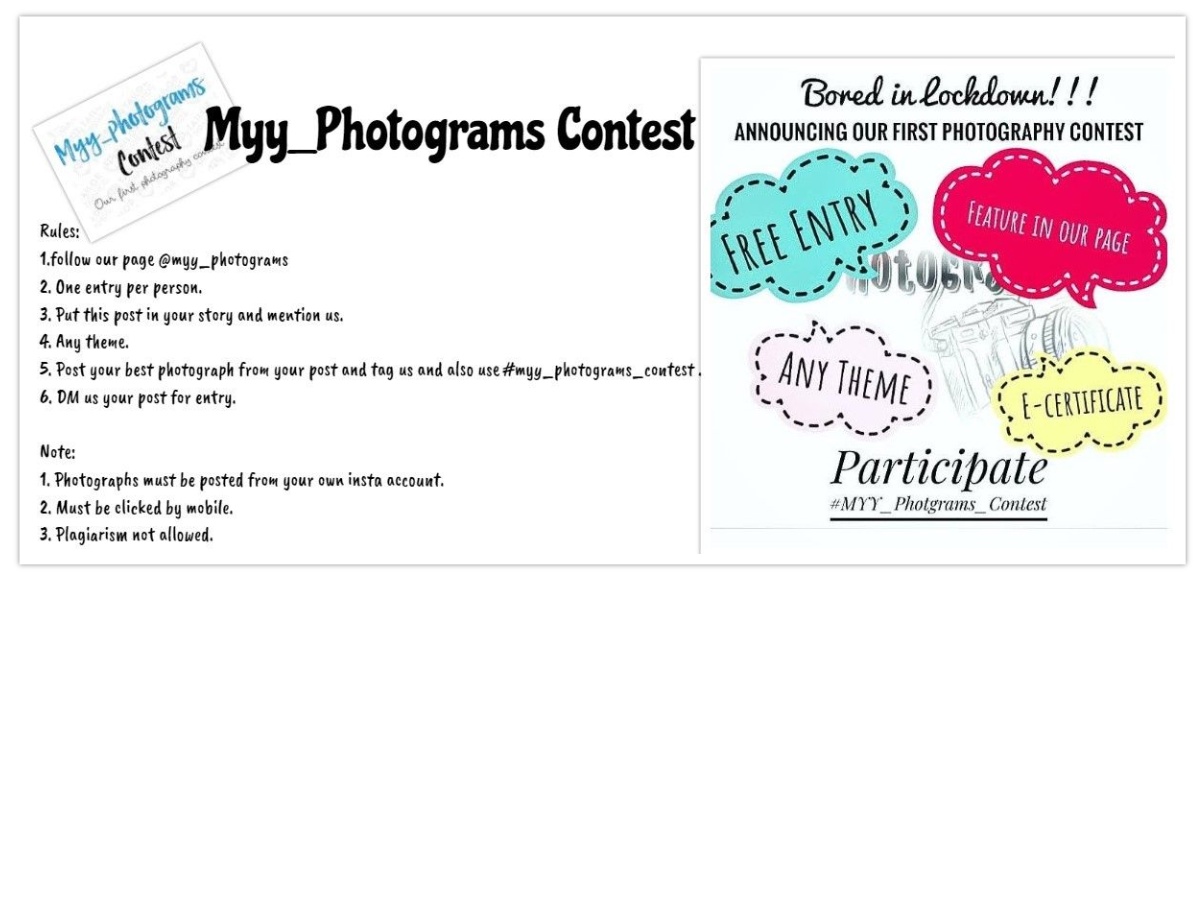 Myy_photograms
Contest
Our first photography contest
Myy_Photograms Contest
Rules:
1.follow our page @myy_photograms
2. One entry per person.
3. Put this post in your story and mention us.
4. Any theme.
5. Post your best photograph from your post and tag us and also use #myy_photograms_contest .
6. DM us your post for entry.
Note:
1. Photographs must be posted from your own insta account.
2. Must be clicked by mobile.
3. Plagiarism not allowed.
Bored in Lockdown! ! !
ANNOUNCING OUR FIRST PHOTOGRAPHY CONTEST
FREE ENTRY
FEATURE IN OUR PAGE
ANY THEME
E-CERTIFICATE
Participate
#MYY_Photgrams_Contest